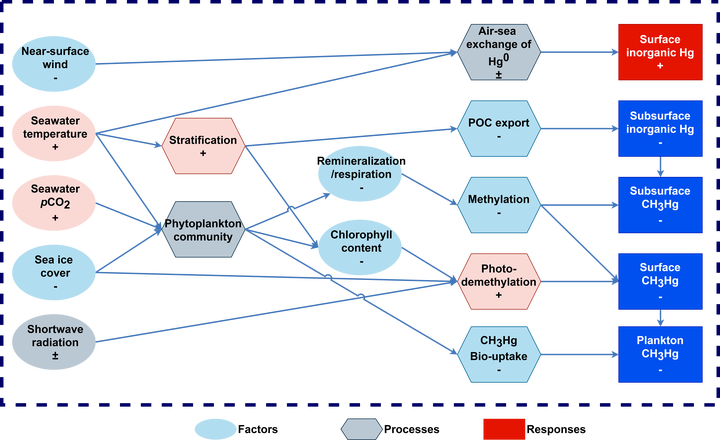 Near-surface
wind
-
Seawater
temperature
+
Seawater
pCO2
+
Sea ice
cover
-
Shortwave
radiation
±
Stratification
+
Phytoplankton
community
Remineralization
/respiration
-
Chlorophyll
content
-
Air-sea
exchange of
Hg0
±
POC export
-
Methylation
-
Photo-
demethylation
+
CH3Hg
Bio-uptake
-
Surface
inorganic Hg
+
Subsurface
inorganic Hg
-
Subsurface
CH3Hg
-
Surface
CH3Hg
-
Plankton
CH3Hg
-
Factors
Processes
Responses